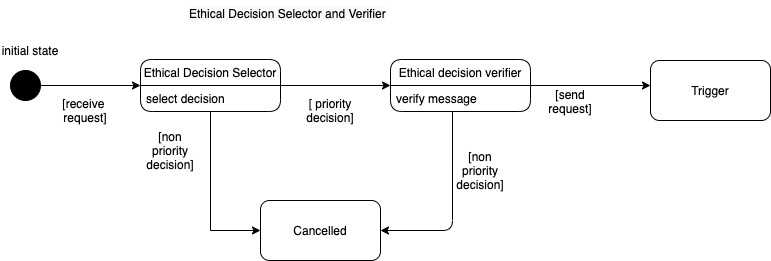 Ethical Decision Selector and Verifier
initial state
[receive
request]
Ethical Decision Selector
select decision
[ priority
decision]
Ethical decision verifier
verify message
[send
request]
Trigger
[non
priority
decision]
[non
priority
decision]
Cancelled